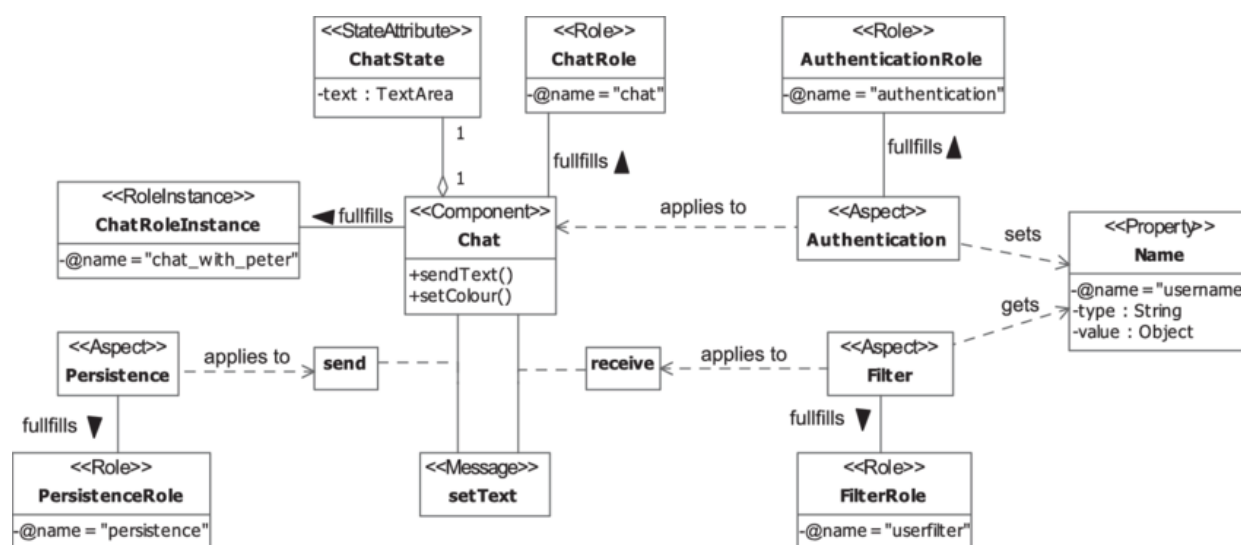 <<StateAttribute>>
ChatState
-text : TextArea
<<Role>>
ChatRole
-@name="chat"
<<Role>>
AuthenticationRole
-@name="authentication"
1
1
fullfills
fullfills
<<RoleInstance>>
ChatRoleInstance
-@name="chat_with_peter"
fullfills
<<Component>>
Chat
+sendText()
+setColour()
applies to
<<Aspect>>
Authentication
sets
<<Property>>
Name
-@name="username
-type : String
-value : Object
gets
<<Aspect>>
Persistence
applies to
send
receive
applies to
<<Aspect>>
Filter
fullfills
fullfills
<<Role>>
PersistenceRole
-@name="persistence"
<<Message>>
setText
<<Role>>
FilterRole
-@name="userfilter"